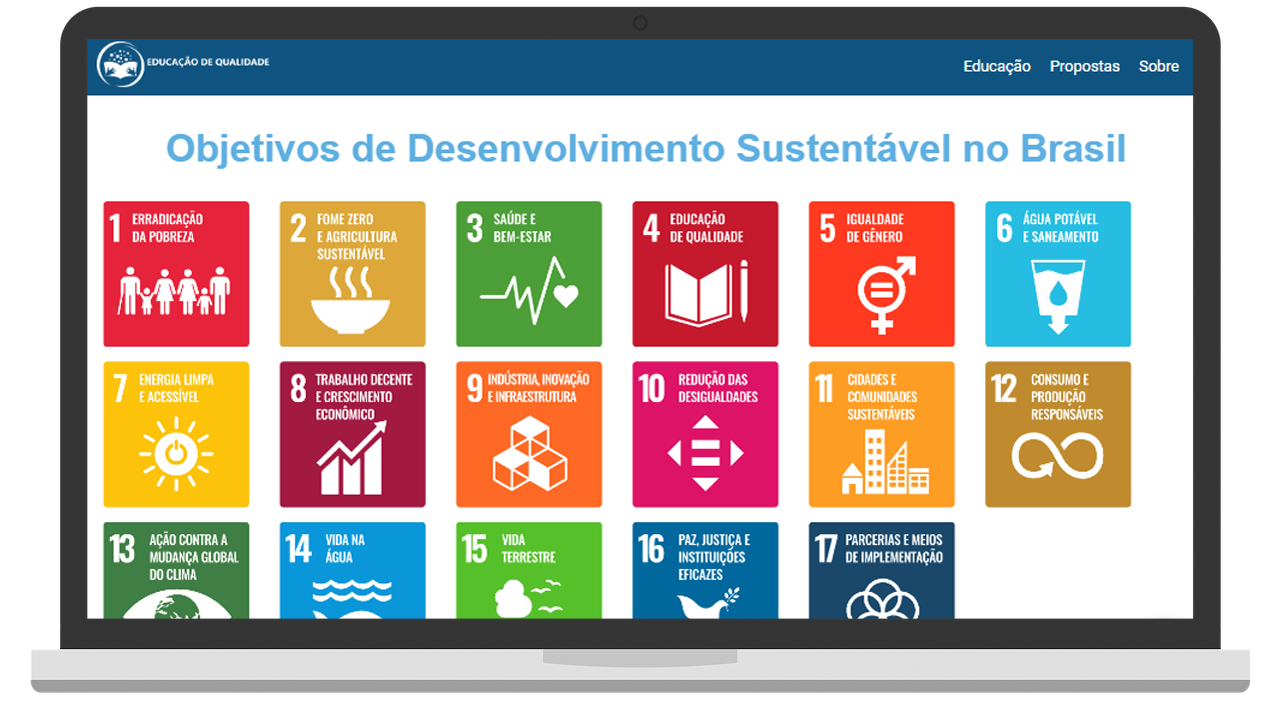 EDUCAÇÃO DE QUALIDADE
Educação Propostas Sobre
Objetivos de Desenvolvimento Sustentável no Brasil
1 ERRADICAÇÃO
DA POBREZA
2 FOME ZERO
E AGRICULTURA
SUSTENTÁVEL
3 SAÚDE E
BEM-ESTAR
4 EDUCAÇÃO
DE QUALIDADE
5 IGUALDADE
DE GÊNERO
6 ÁGUA POTÁVEL
E SANEAMENTO
7 ENERGIA LIMPA
E ACESSÍVEL
8 TRABALHO DECENTE
E CRESCIMENTO
ECONÔMICO
9 INDÚSTRIA, INOVAÇÃO
E INFRAESTRUTURA
10 REDUÇÃO DAS
DESIGUALDADES
11 CIDADES E
COMUNIDADES
SUSTENTÁVEIS
12 CONSUMO E
PRODUÇÃO
RESPONSÁVEIS
13 AÇÃO CONTRA A
MUDANÇA GLOBAL
DO CLIMA
14 VIDA NA
ÁGUA
15 VIDA
TERRESTRE
16 PAZ, JUSTIÇA E
INSTITUIÇÕES
EFICAZES
17 PARCERIAS E MEIOS
DE IMPLEMENTAÇÃO